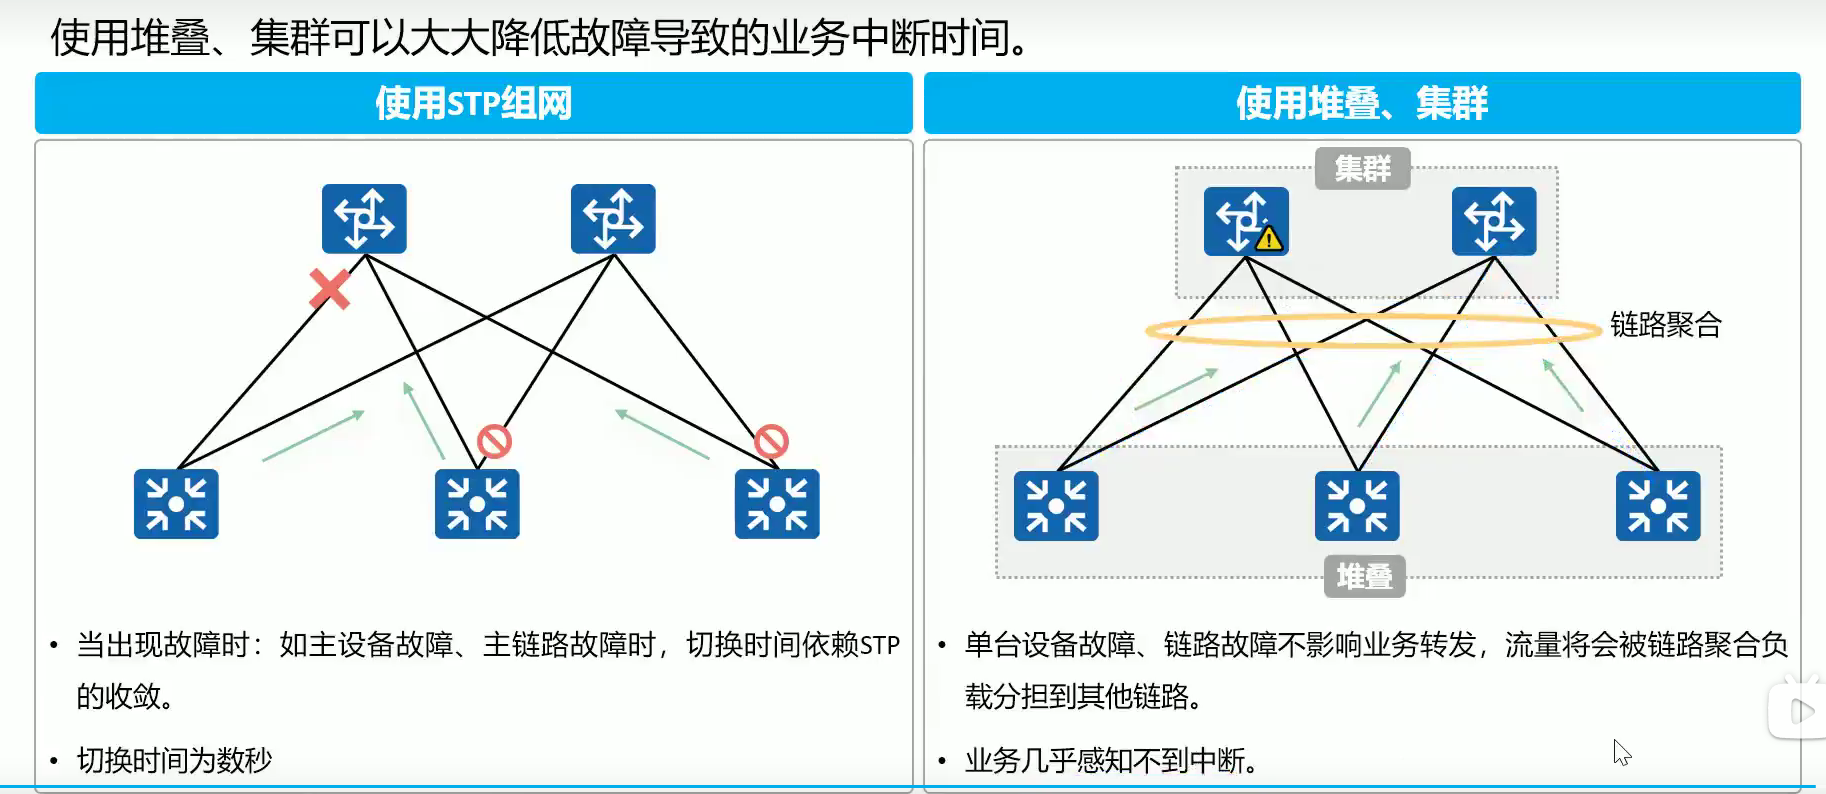 使用堆叠、集群可以大大降低故障导致的业务中断时间。
使用STP组网
当出现故障时：如主设备故障、主链路故障时，切换时间依赖STP
的收敛。
切换时间为数秒
使用堆叠、集群
集群
链路聚合
堆叠
单台设备故障、链路故障不影响业务转发，流量将会被链路聚合负
载分担到其他链路。
业务几乎感知不到中断。